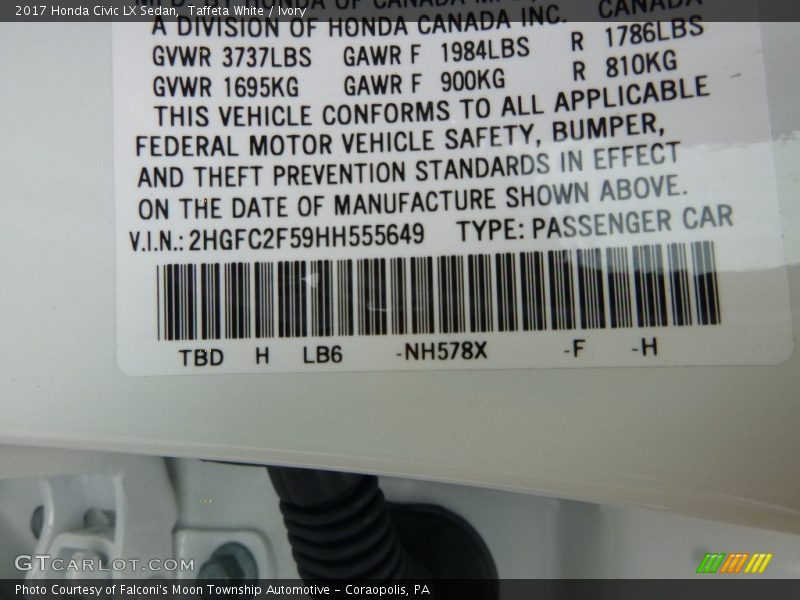 2017 Honda Civic LX Sedan, Taffeta White / Ivory
OF CANADA MFG., CANADA
A DIVISION OF HONDA CANADA INC.
GVWR 3737LBS GAWR F 1984LBS R 1786LBS
GVWR 1695KG GAWR F 900KG R 810KG
THIS VEHICLE CONFORMS TO ALL APPLICABLE
FEDERAL MOTOR VEHICLE SAFETY, BUMPER,
AND THEFT PREVENTION STANDARDS IN EFFECT
ON THE DATE OF MANUFACTURE SHOWN ABOVE.
V.I.N.: 2HGFC2F59HH555649 TYPE: PASSENGER CAR
TBD H LB6 -NH578X -F -H
GTCarLot.com
Photo Courtesy of Falconi's Moon Township Automotive - Coraopolis, PA